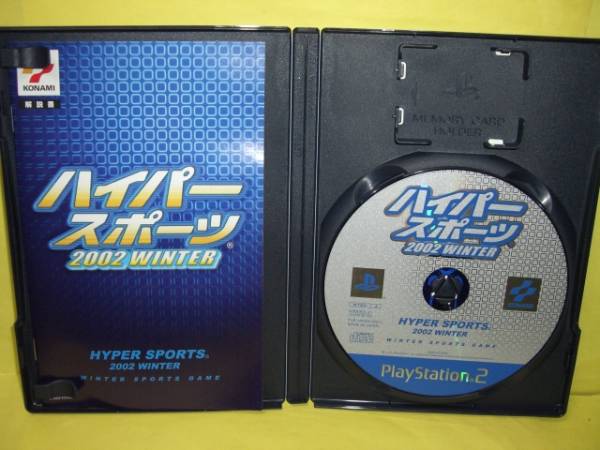 KONAMI
解説書
ハイパー
スポーツ®
2002 WINTER
HYPER SPORTS®
2002 WINTER
WINTER SPORTS GAME
MEMORY CARD
HOLDER
ハイパー
スポーツ
2002 WINTER
HYPER SPORTS®
2002 WINTER
WINTER SPORTS GAME
PlayStation®2